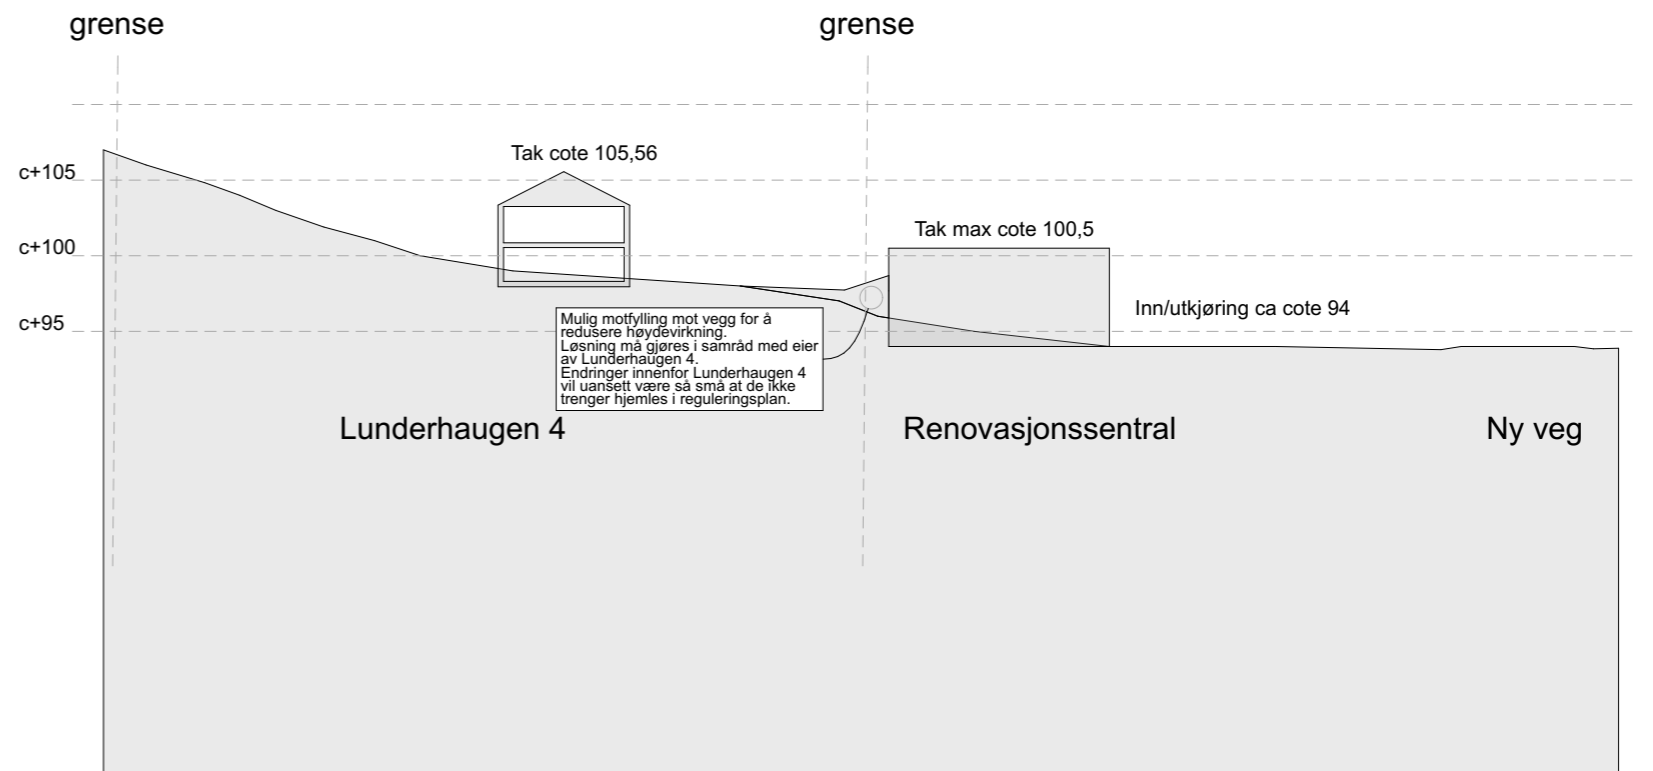 grense
grense
Tak cote 105,56
c+105
Tak max cote 100,5
c+100
Inn/utkjøring ca cote 94
c+95
Mulig motfylling mot vegg for å
redusere høydevirkning.
Løsning må gjøres i samråd med eier
av Lunderhaugen 4.
Endringer innenfor Lunderhaugen 4
vil uansett være så små at de ikke
trenger hjemles i reguleringsplan.
Lunderhaugen 4
Renovasjonssentral
Ny veg